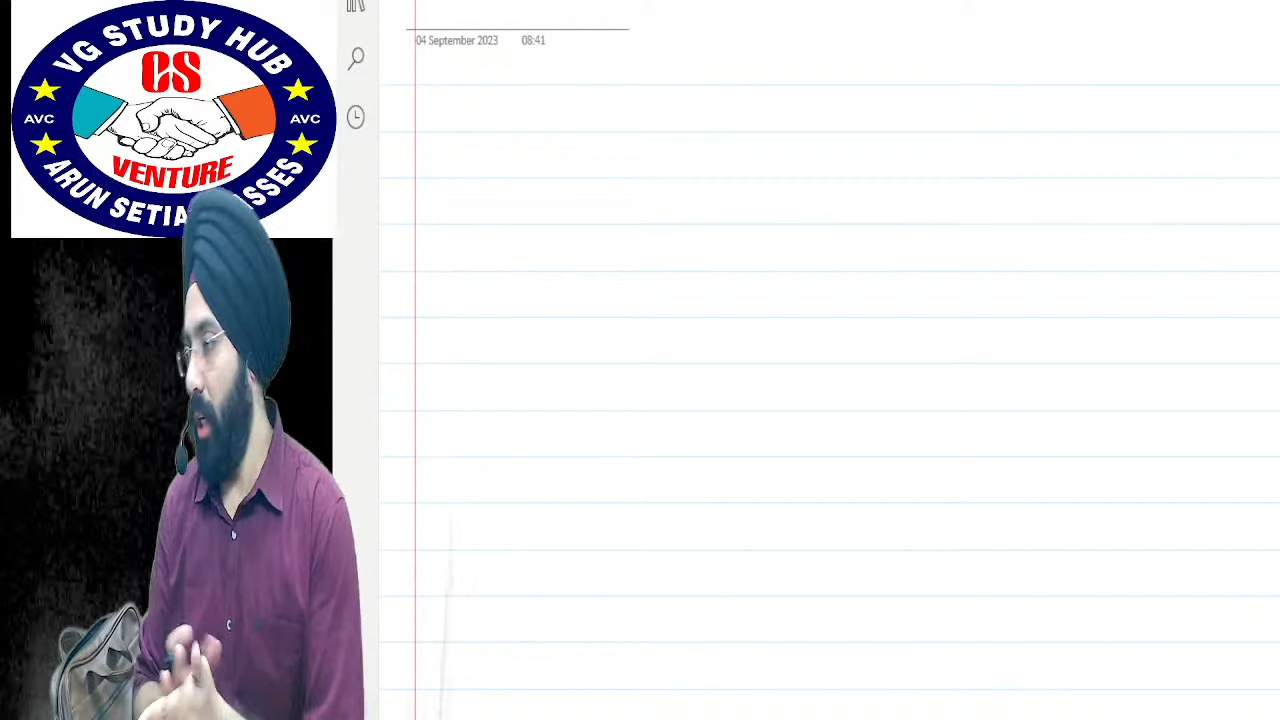 VG STUDY HUB
CS
AVC
AVC
VENTURE
ARUN SETIA
SSES
04 September 2023 08:41